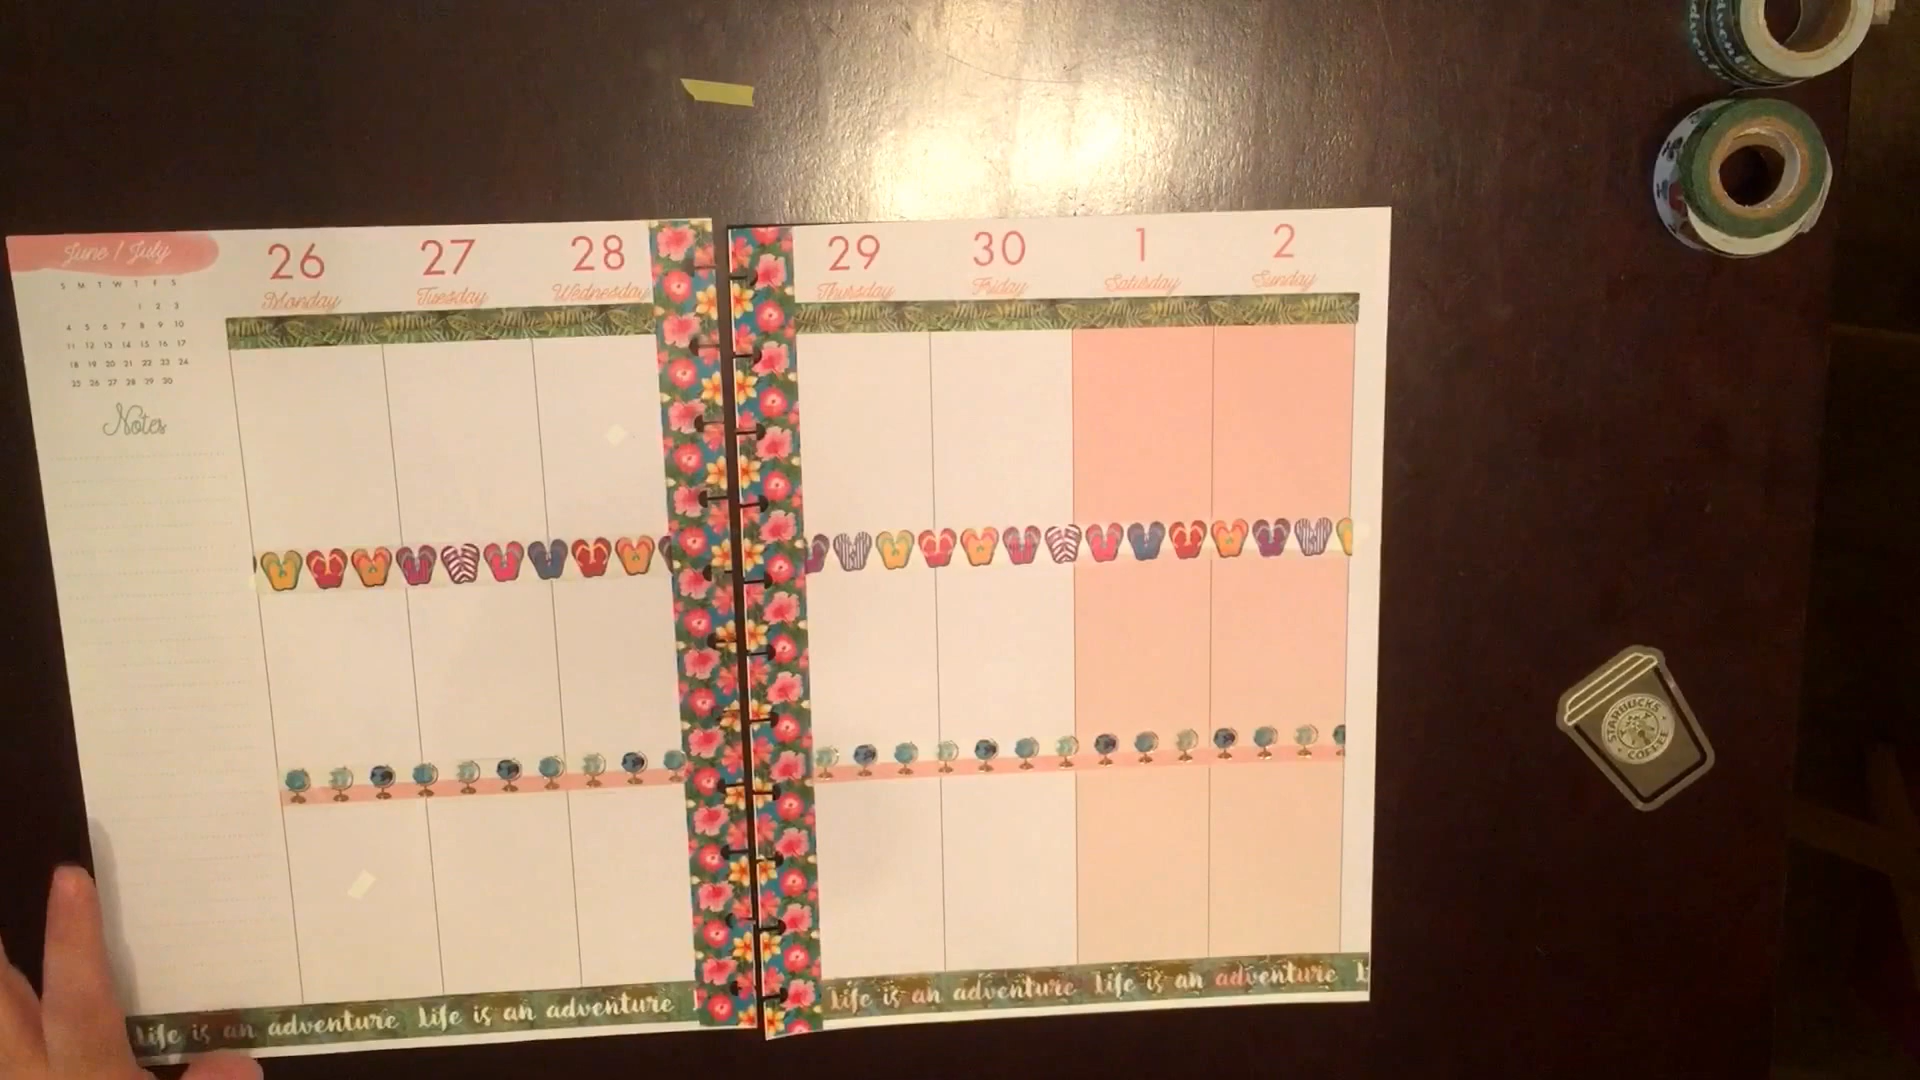 June / July
S M T W T F S
1 2 3
4 5 6 7 8 9 10
11 12 13 14 15 16 17
18 19 20 21 22 23 24
25 26 27 28 29 30
Notes
26 27 28
Monday Tuesday Wednesday
29 30 1 2
Thursday Friday Saturday Sunday
life is an adventure life is an adventure
life is an adventure life is an adventure
STARBUCKS
COFFEE